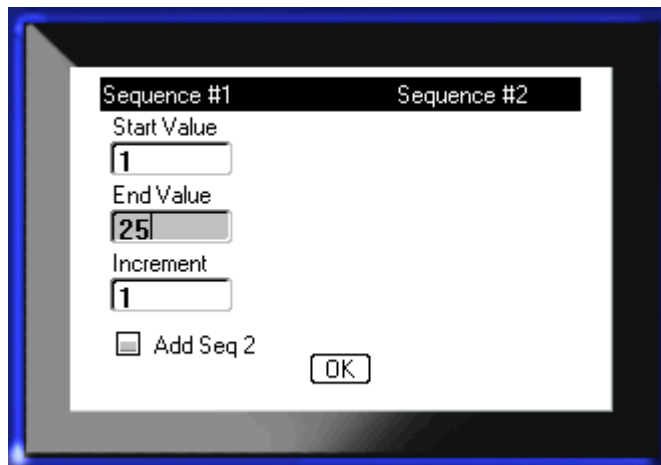 Sequence #1 Sequence #2
Start Value
1
End Value
25
Increment
1
Add Seq 2
OK